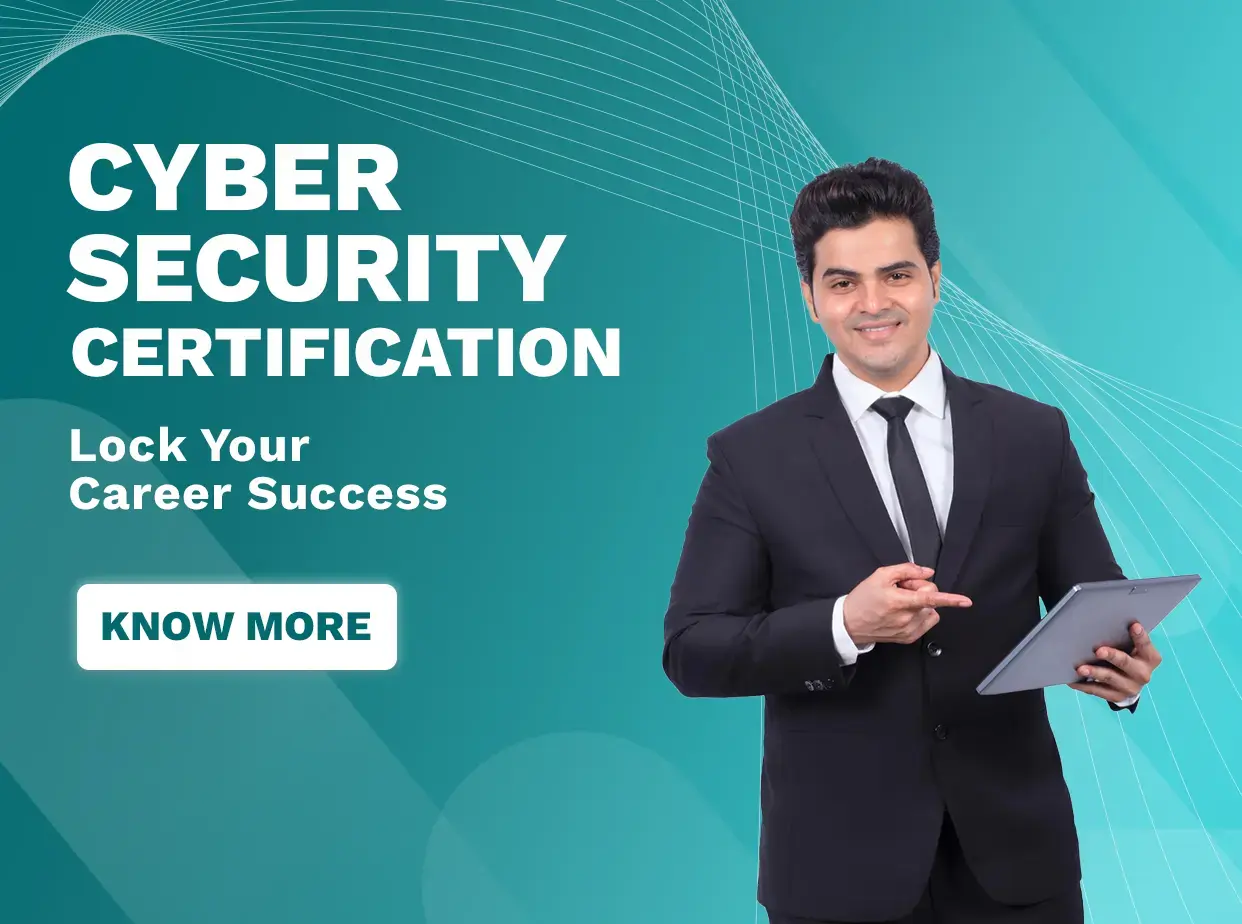 CYBER
SECURITY
CERTIFICATION
Lock Your
Career Success
KNOW MORE